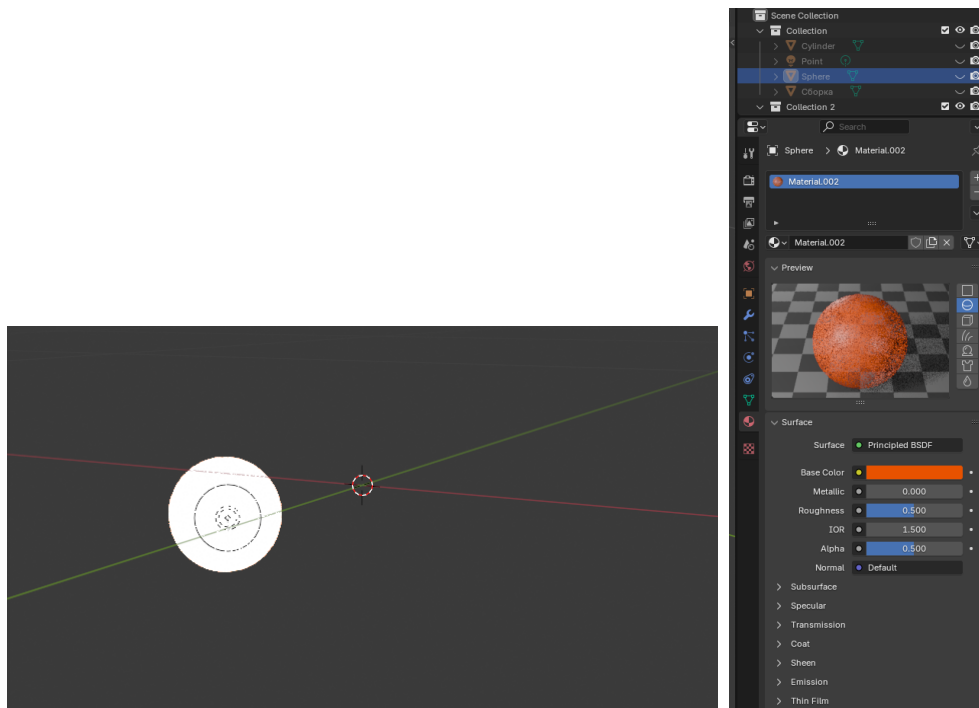 Scene Collection
Collection
Cylinder
Point
Sphere
Сборка
Collection 2
Search
Sphere > Material.002
Material.002
Material.002
Preview
Surface
Surface Principled BSDF
Base Color
Metallic 0.000
Roughness 0.500
IOR 1.500
Alpha 0.500
Normal Default
Subsurface
Specular
Transmission
Coat
Sheen
Emission
Thin Film